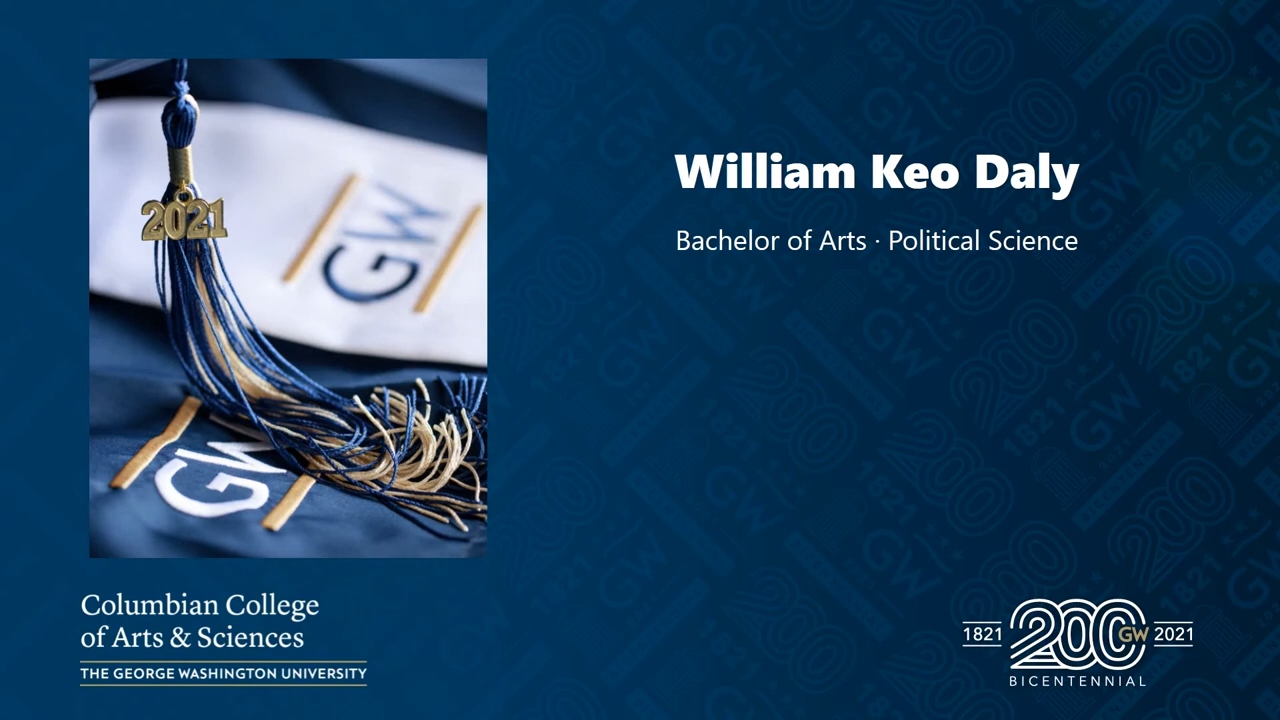 2021
GW
GW
William Keo Daly
Bachelor of Arts · Political Science
Columbian College
of Arts & Sciences
THE GEORGE WASHINGTON UNIVERSITY
1821 200 GW 2021
BICENTENNIAL